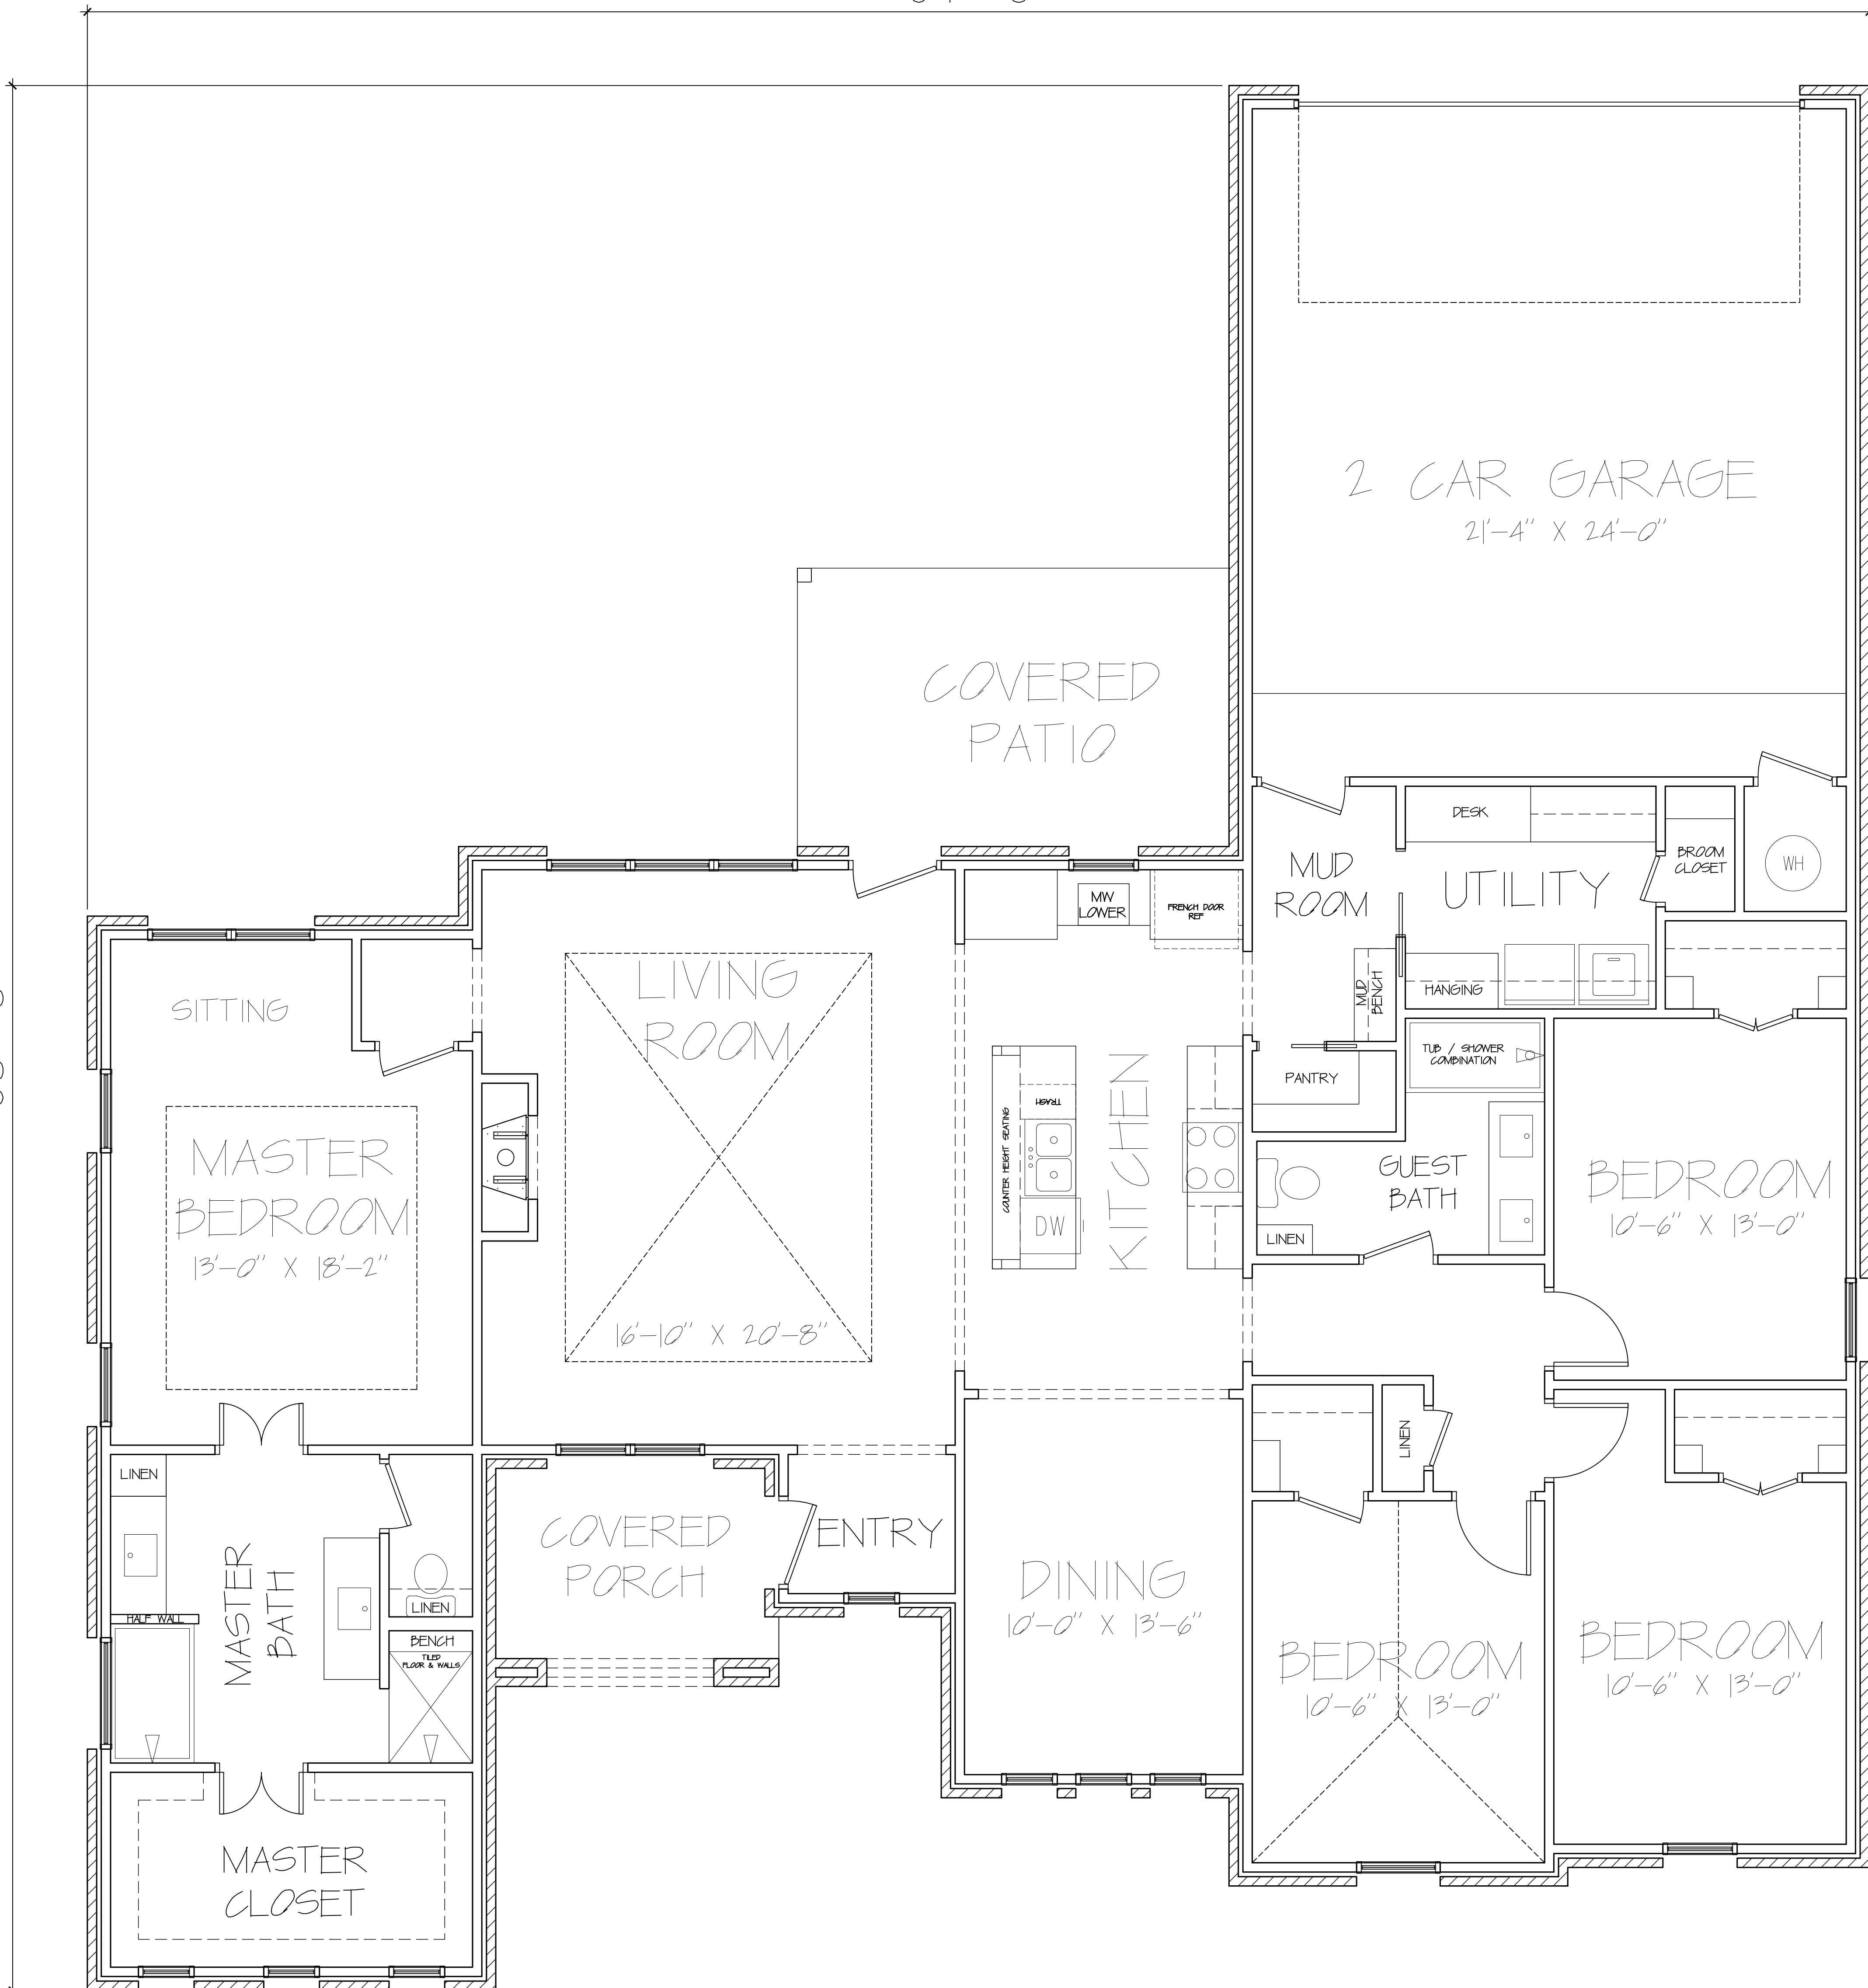 2 CAR GARAGE
21'-4" X 24'-0"
COVERED
PATIO
DESK
MUD
ROOM
UTILITY
BROOM
CLOSET
WH
MW
LOWER
FRENCH DOOR
REF
HANGING
MUD
BENCH
SITTING
LIVING
ROOM
16'-10" X 20'-8"
MASTER
BEDROOM
13'-0" X 18'-2"
COUNTER HEIGHT SEATING
TRASH
DW
KITCHEN
PANTRY
TUB / SHOWER
COMBINATION
GUEST
BATH
LINEN
BEDROOM
10'-6" X 13'-0"
LINEN
LINEN
MASTER
BATH
HALF WALL
LINEN
BENCH
TILED
FLOOR & WALLS
COVERED
PORCH
ENTRY
DINING
10'-0" X 13'-6"
BEDROOM
10'-6" X 13'-0"
BEDROOM
10'-6" X 13'-0"
MASTER
CLOSET